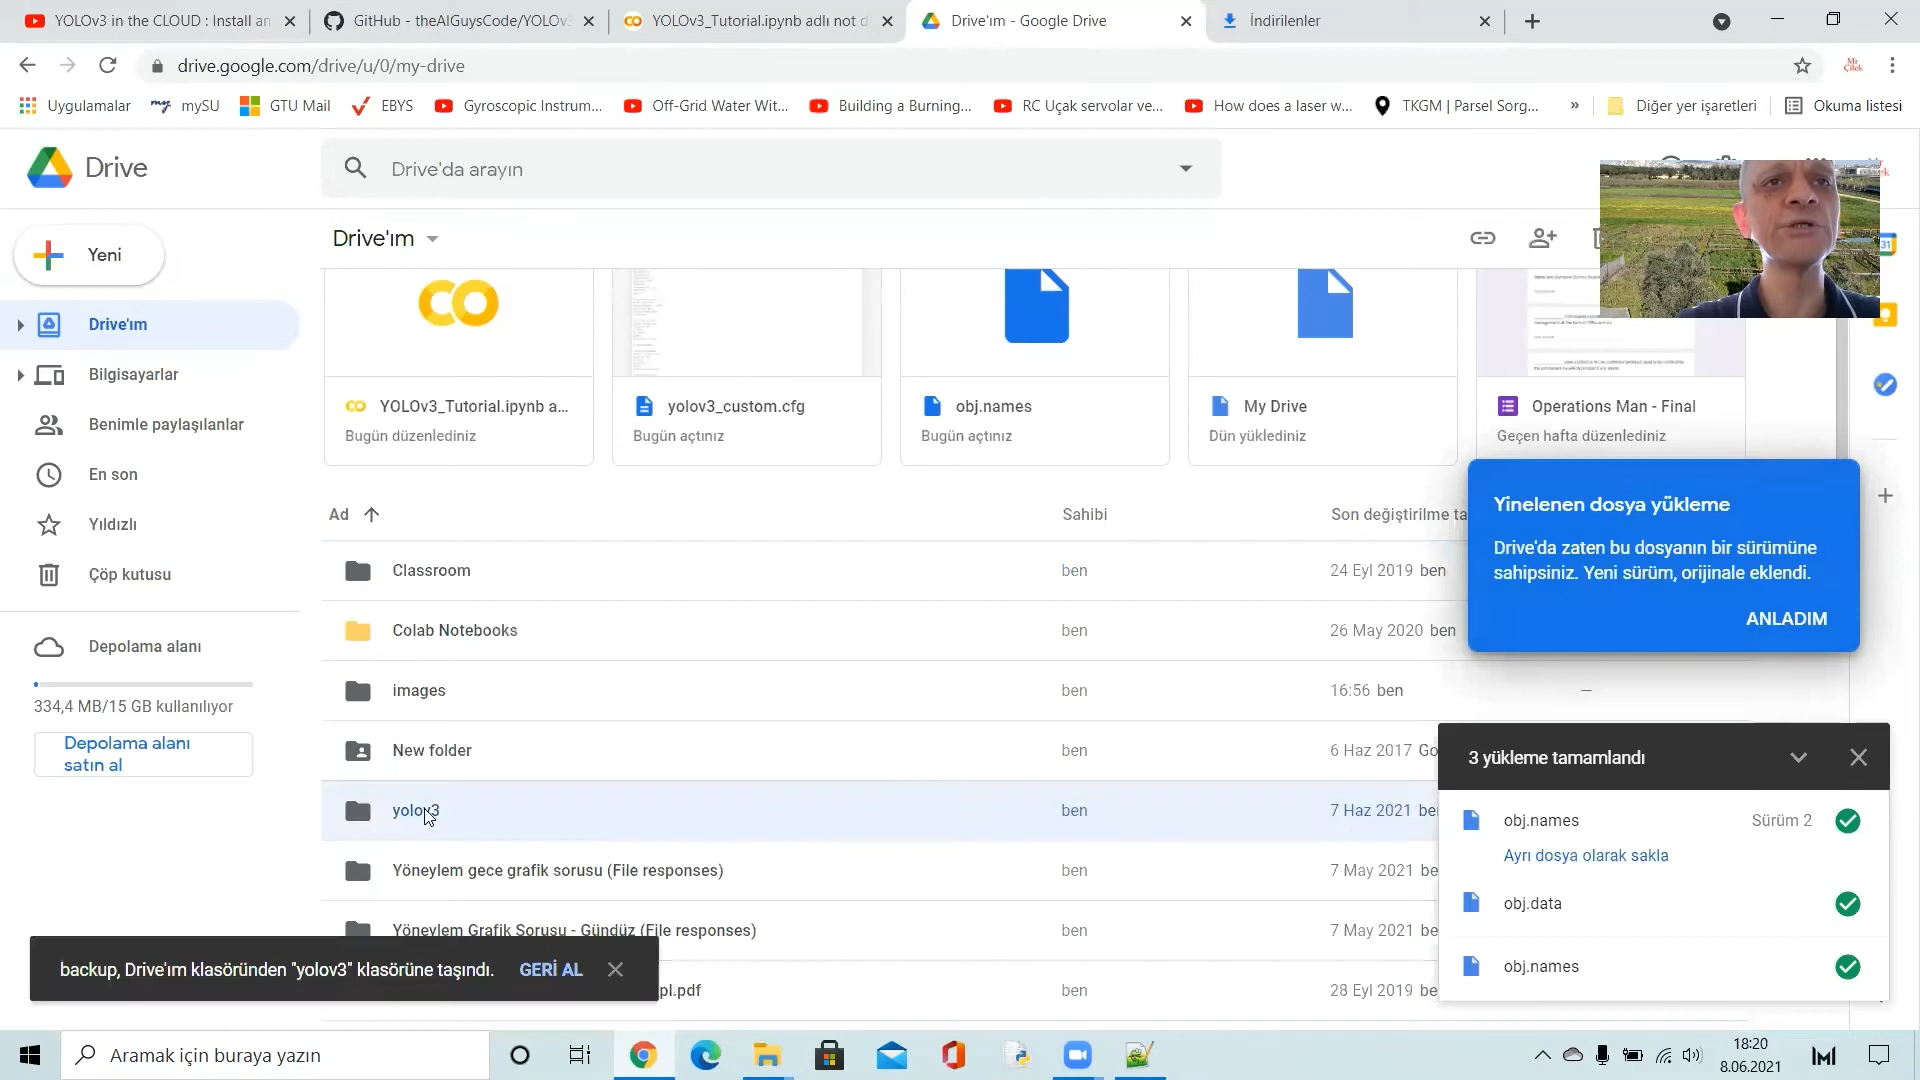 YOLOv3 in the CLOUD : Install an
GitHub - theAIGuysCode/YOLOv
YOLOv3_Tutorial.ipynb adlı not d
Drive'ım - Google Drive
İndirilenler
drive.google.com/drive/u/0/my-drive
Uygulamalar
mySU
GTU Mail
EBYS
Gyroscopic Instrum...
Off-Grid Water Wit...
Building a Burning...
RC Uçak servolar ve...
How does a laser w...
TKGM | Parsel Sorg...
»
Diğer yer işaretleri
Okuma listesi
Drive
Drive'da arayın
Yeni
Drive'ım
Bilgisayarlar
Benimle paylaşılanlar
En son
Yıldızlı
Çöp kutusu
Depolama alanı
334,4 MB/15 GB kullanılıyor
Depolama alanı
satın al
Drive'ım
YOLOv3_Tutorial.ipynb a...
Bugün düzenlediniz
yolov3_custom.cfg
Bugün açtınız
obj.names
Bugün açtınız
My Drive
Dün yüklediniz
Operations Man - Final
Geçen hafta düzenlediniz
Ad
Sahibi
Son değiştirilme ta
Classroom
ben
24 Eyl 2019 ben
Colab Notebooks
ben
26 May 2020 ben
images
ben
16:56 ben
—
New folder
ben
6 Haz 2017 Go
yolov3
ben
7 Haz 2021 be
Yöneylem gece grafik sorusu (File responses)
ben
7 May 2021 be
Yöneylem Grafik Sorusu - Gündüz (File responses)
ben
7 May 2021 be
pl.pdf
ben
28 Eyl 2019 be
Yinelenen dosya yükleme
Drive'da zaten bu dosyanın bir sürümüne
sahipsiniz. Yeni sürüm, orijinale eklendi.
ANLADIM
3 yükleme tamamlandı
obj.names
Sürüm 2
Ayrı dosya olarak sakla
obj.data
obj.names
backup, Drive'ım klasöründen "yolov3" klasörüne taşındı.
GERİ AL
Aramak için buraya yazın
18:20
8.06.2021